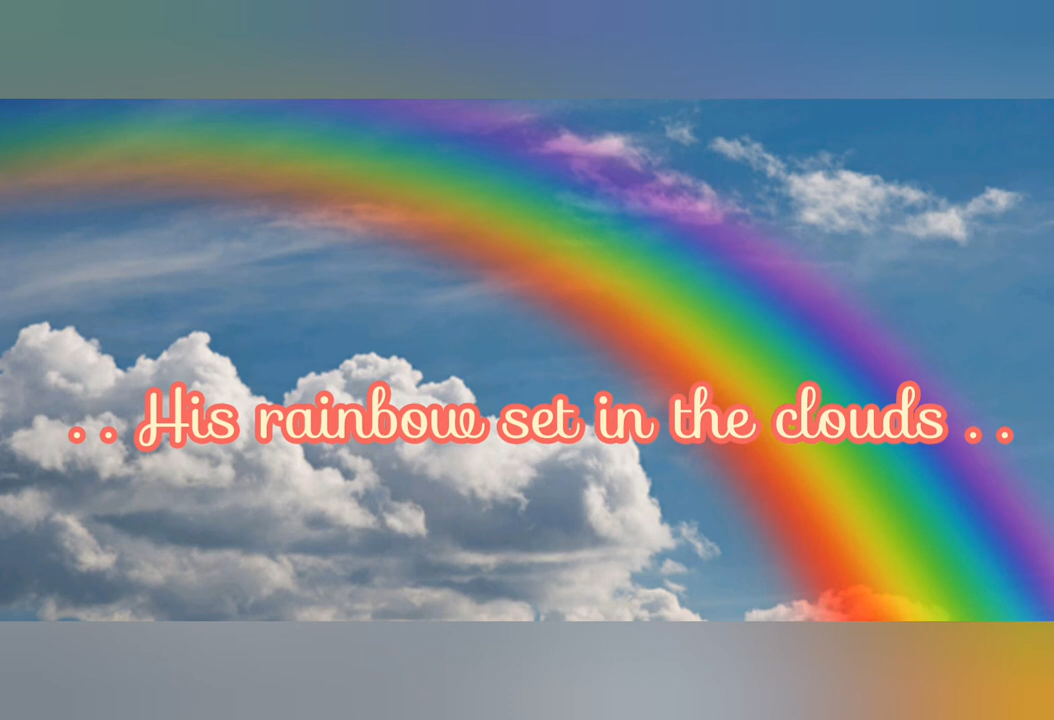 . . His rainbow set in the clouds . .